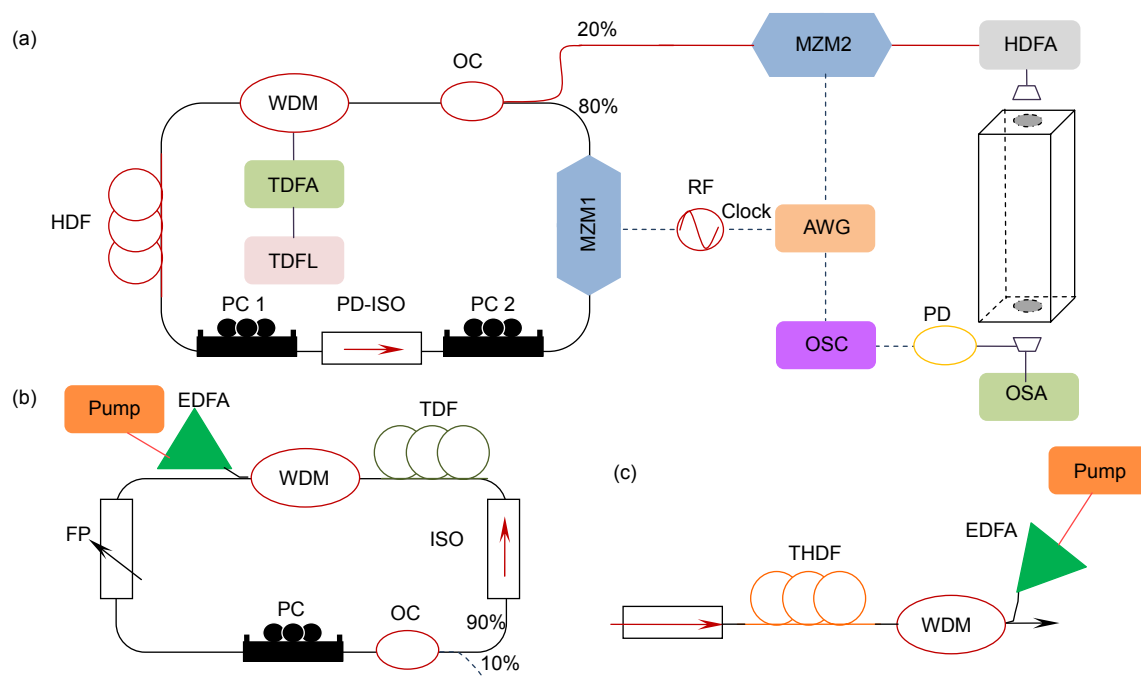 (a)
20%
MZM2
HDFA
OC
WDM
80%
TDFA
HDF
MZM1
RF
Clock
AWG
TDFL
PC 1
PD-ISO
PC 2
PD
OSC
OSA
(b)
Pump
EDFA
TDF
WDM
FP
ISO
PC
OC
90%
10%
(c)
Pump
EDFA
THDF
WDM